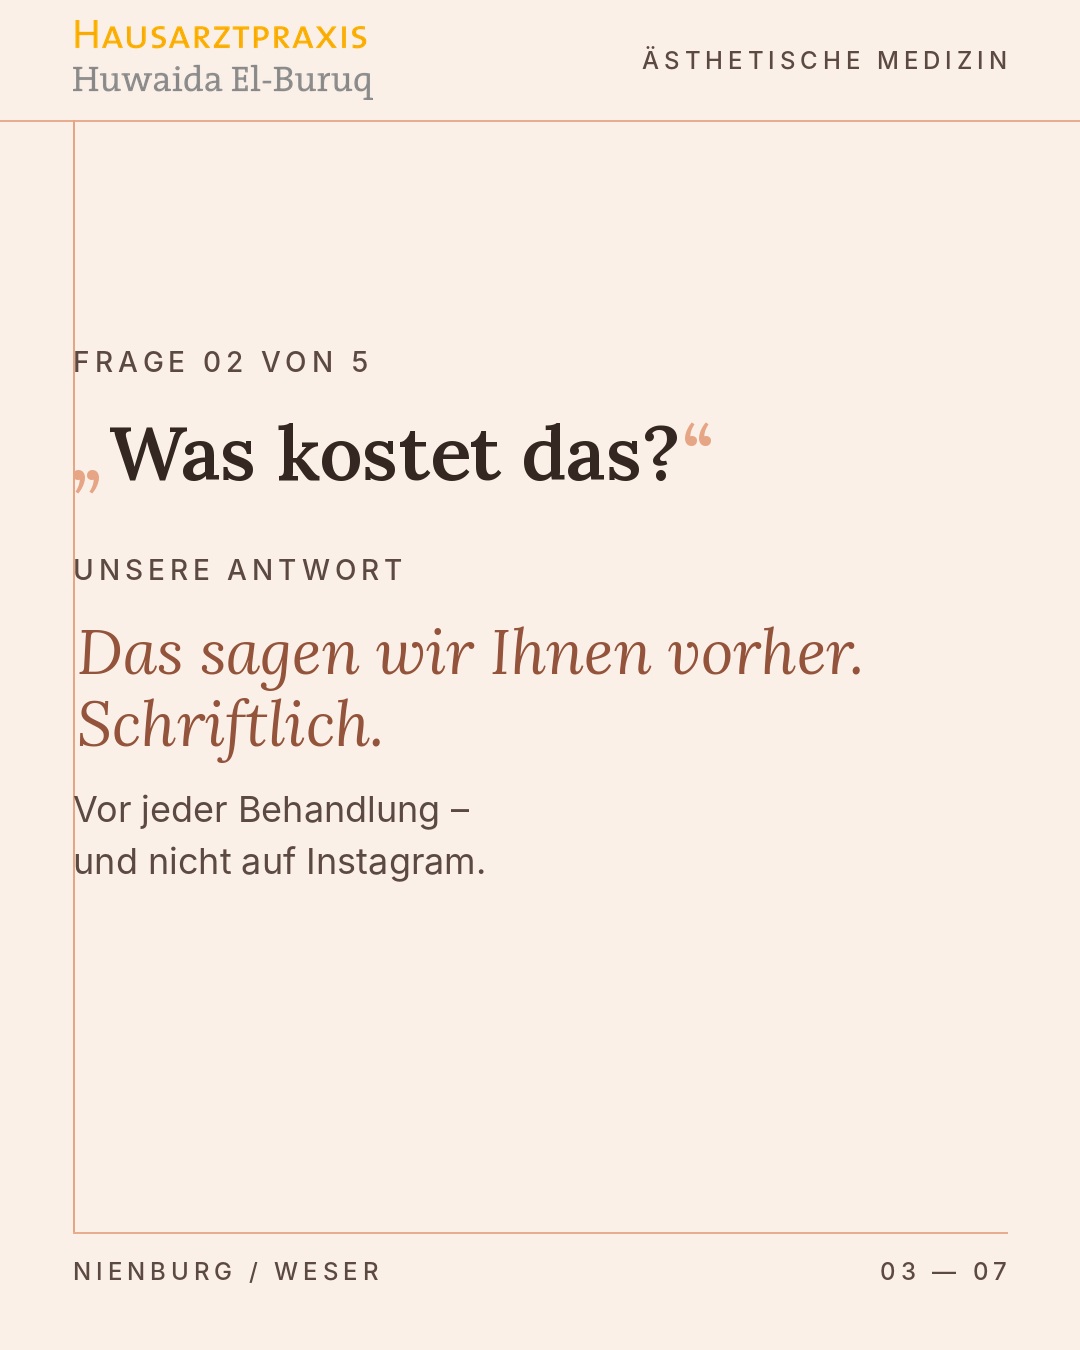 Hausarztpraxis
Huwaida El-Buruq
ÄSTHETISCHE MEDIZIN
FRAGE 02 VON 5
„Was kostet das?“
UNSERE ANTWORT
Das sagen wir Ihnen vorher.
Schriftlich.
Vor jeder Behandlung –
und nicht auf Instagram.
NIENBURG / WESER
03 — 07